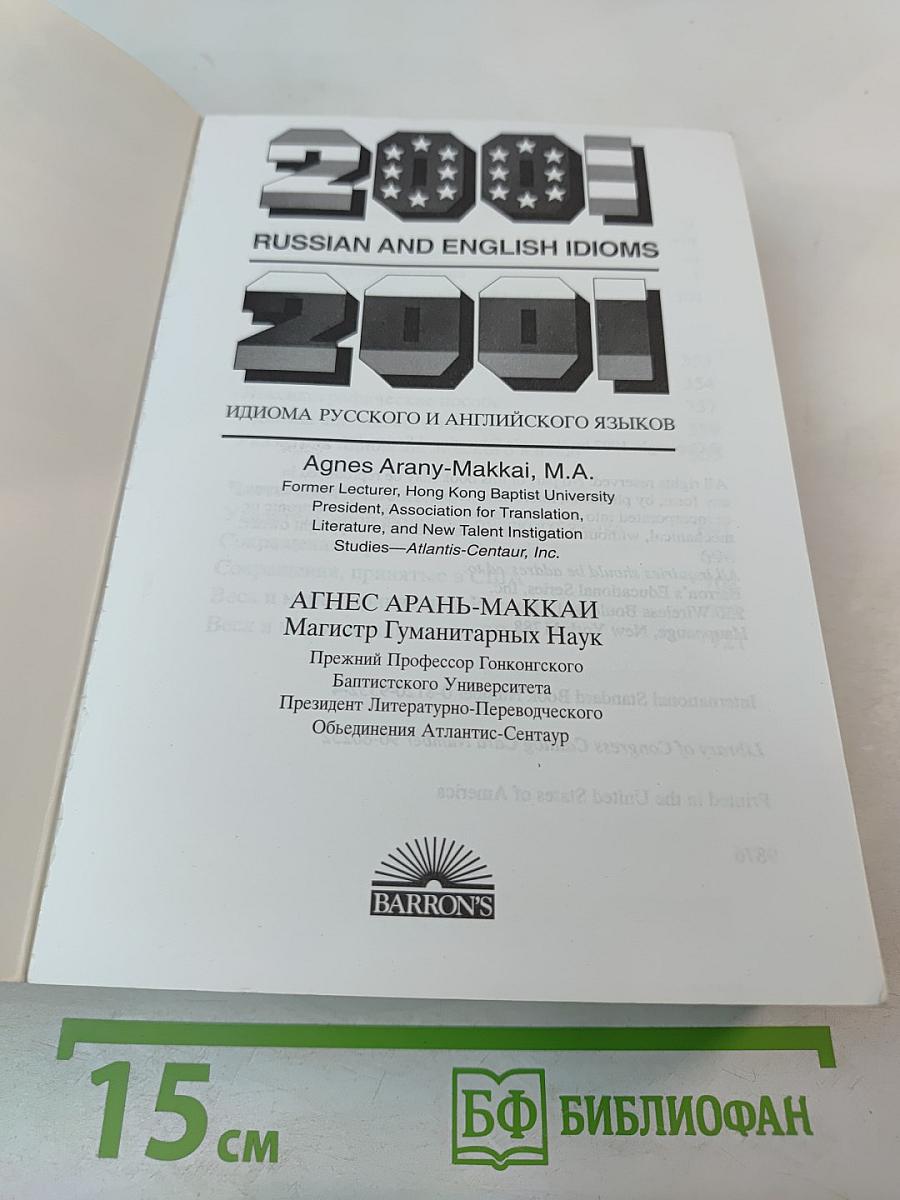 2001
RUSSIAN AND ENGLISH IDIOMS
2001
ИДИОМА РУССКОГО И АНГЛИЙСКОГО ЯЗЫКОВ
Agnes Arany-Makkai, M.A.
Former Lecturer, Hong Kong Baptist University
President, Association for Translation,
Literature, and New Talent Instigation
Studies—Atlantis-Centaur, Inc.
АГНЕС АРАНЬ-МАККАИ
Магистр Гуманитарных Наук
Прежний Профессор Гонконгского
Баптистского Университета
Президент Литературно-Переводческого
Обьединения Атлантис-Сентаур
BARRON'S
15 см
БФ БИБЛИОФАН